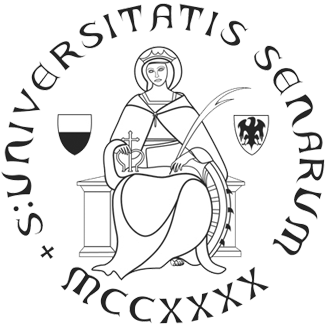 + S:UNIVERSITATIS SENARUM
MCCXXXX